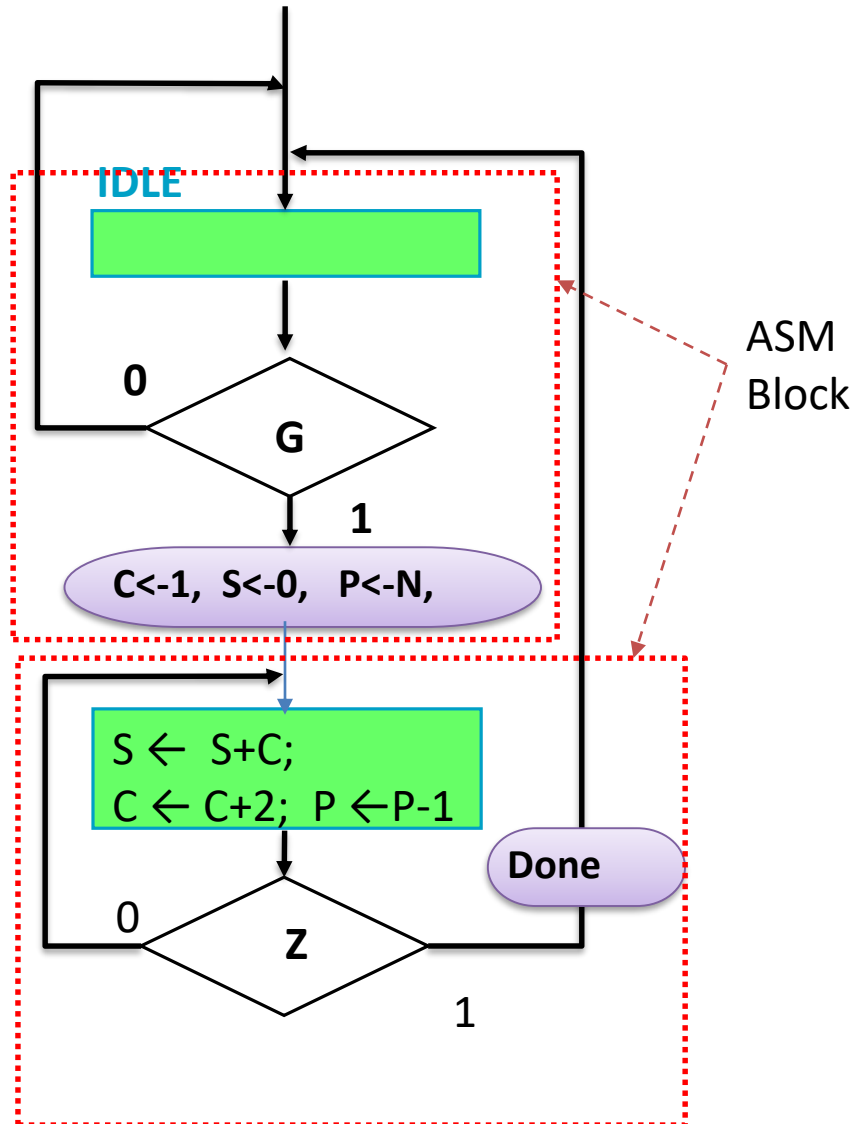 IDLE
ASM
Block
0
G
1
C<-1, S<-0, P<-N,
S ← S+C;
C ← C+2; P ←P-1
Done
0
Z
1